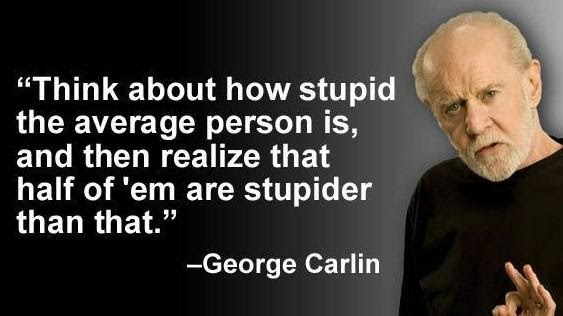 “Think about how stupid
the average person is,
and then realize that
half of 'em are stupider
than that.”
–George Carlin